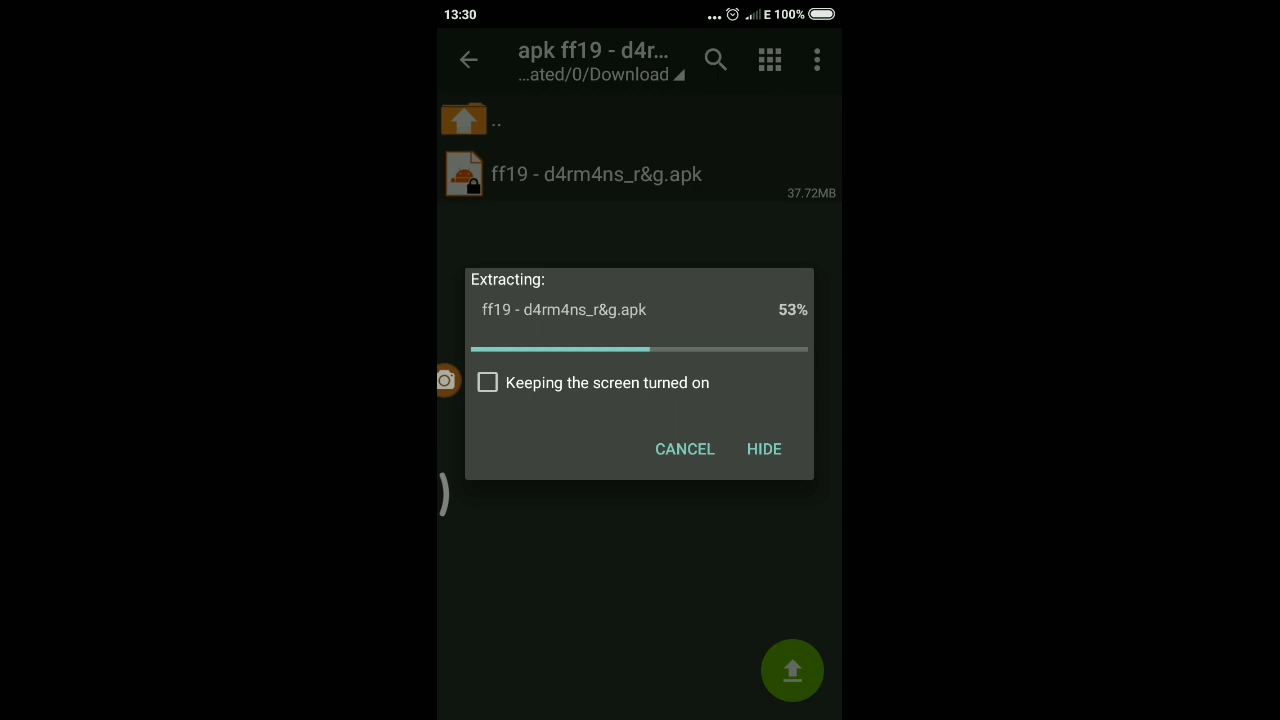 13:30
E 100%
apk ff19 - d4r...
...ated/0/Download
..
ff19 - d4rm4ns_r&g.apk
37.72MB
Extracting:
ff19 - d4rm4ns_r&g.apk 53%
Keeping the screen turned on
CANCEL HIDE